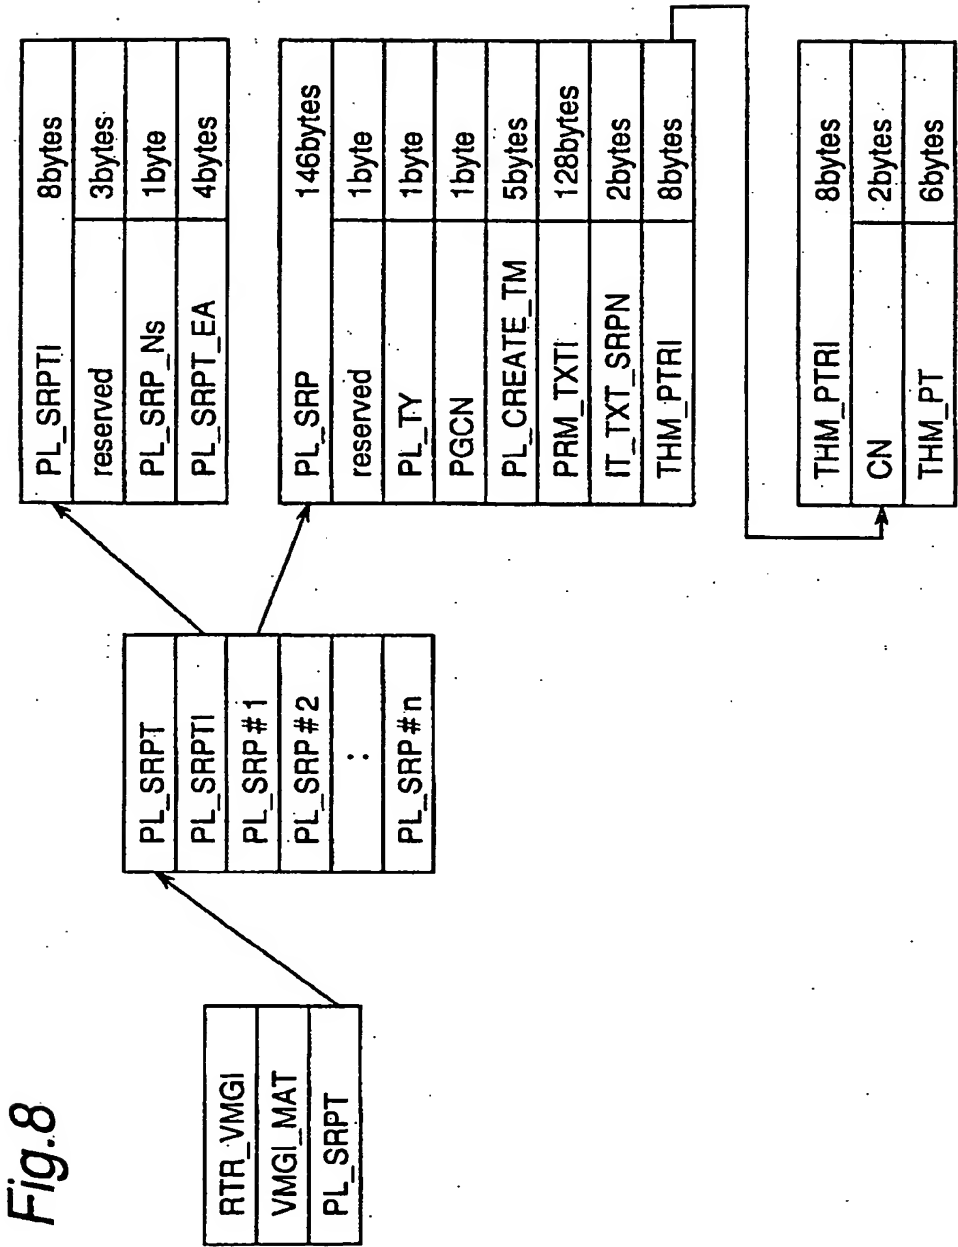 Fig.8
RTR_VMGI
VMGI_MAT
PL_SRPT
PL_SRPT
PL_SRPTI
PL_SRP#1
PL_SRP#2
:
PL_SRP#n
PL_SRPTI 8bytes
reserved 3bytes
PL_SRP_Ns 1byte
PL_SRPT_EA 4bytes
PL_SRP 146bytes
reserved 1byte
PL_TY 1byte
PGCN 1byte
PL_CREATE_TM 5bytes
PRM_TXTI 128bytes
IT_TXT_SRPN 2bytes
THM_PTRI 8bytes
THM_PTRI 8bytes
CN 2bytes
THM_PT 6bytes